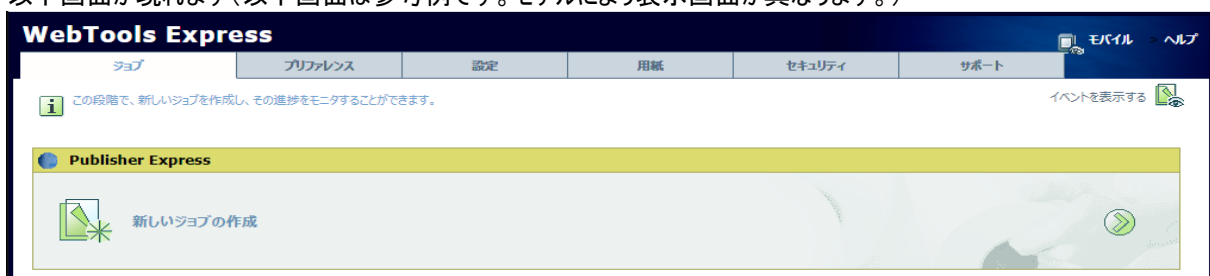 以下画面が現れます(以下画面は参考例です。モデルにより表示画面が異なります。)
WebTools Express
モバイル ヘルプ
ジョブ プリファレンス 設定 用紙 セキュリティ サポート
この段階で、新しいジョブを作成し、その進捗をモニタすることができます。
イベントを表示する
Publisher Express
新しいジョブの作成